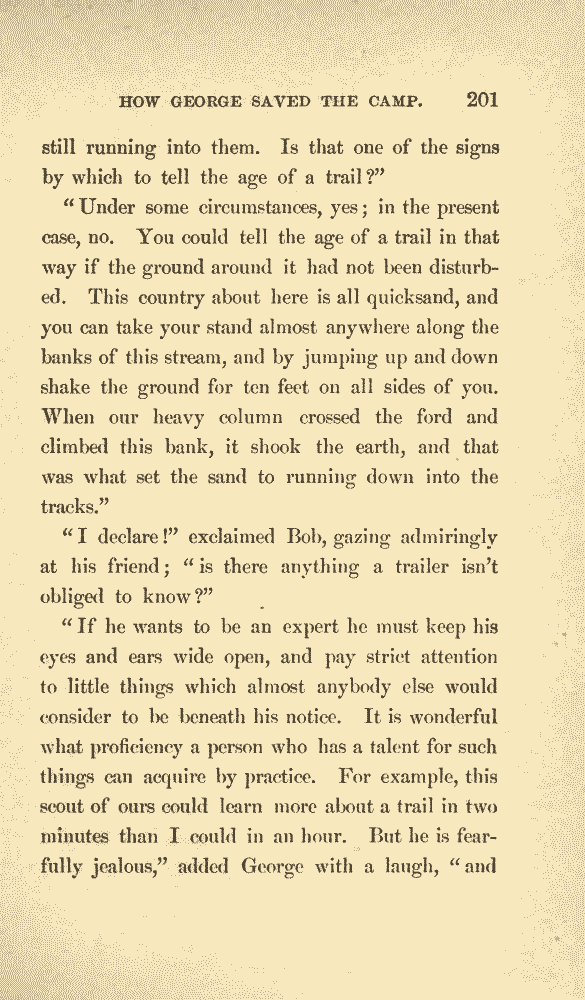 HOW GEORGE SAVED THE CAMP. 201
still running into them. Is that one of the signs
by which to tell the age of a trail?”
“Under some circumstances, yes; in the present
case, no. You could tell the age of a trail in that
way if the ground around it had not been disturb-
ed. This country about here is all quicksand, and
you can take your stand almost anywhere along the
banks of this stream, and by jumping up and down
shake the ground for ten feet on all sides of you.
When our heavy column crossed the ford and
climbed this bank, it shook the earth, and that
was what set the sand to running down into the
tracks.”
“I declare!” exclaimed Bob, gazing admiringly
at his friend; “is there anything a trailer isn’t
obliged to know?”
“If he wants to be an expert he must keep his
eyes and ears wide open, and pay strict attention
to little things which almost anybody else would
consider to be beneath his notice. It is wonderful
what proficiency a person who has a talent for such
things can acquire by practice. For example, this
scout of ours could learn more about a trail in two
minutes than I could in an hour. But he is fear-
fully jealous,” added George with a laugh, “and